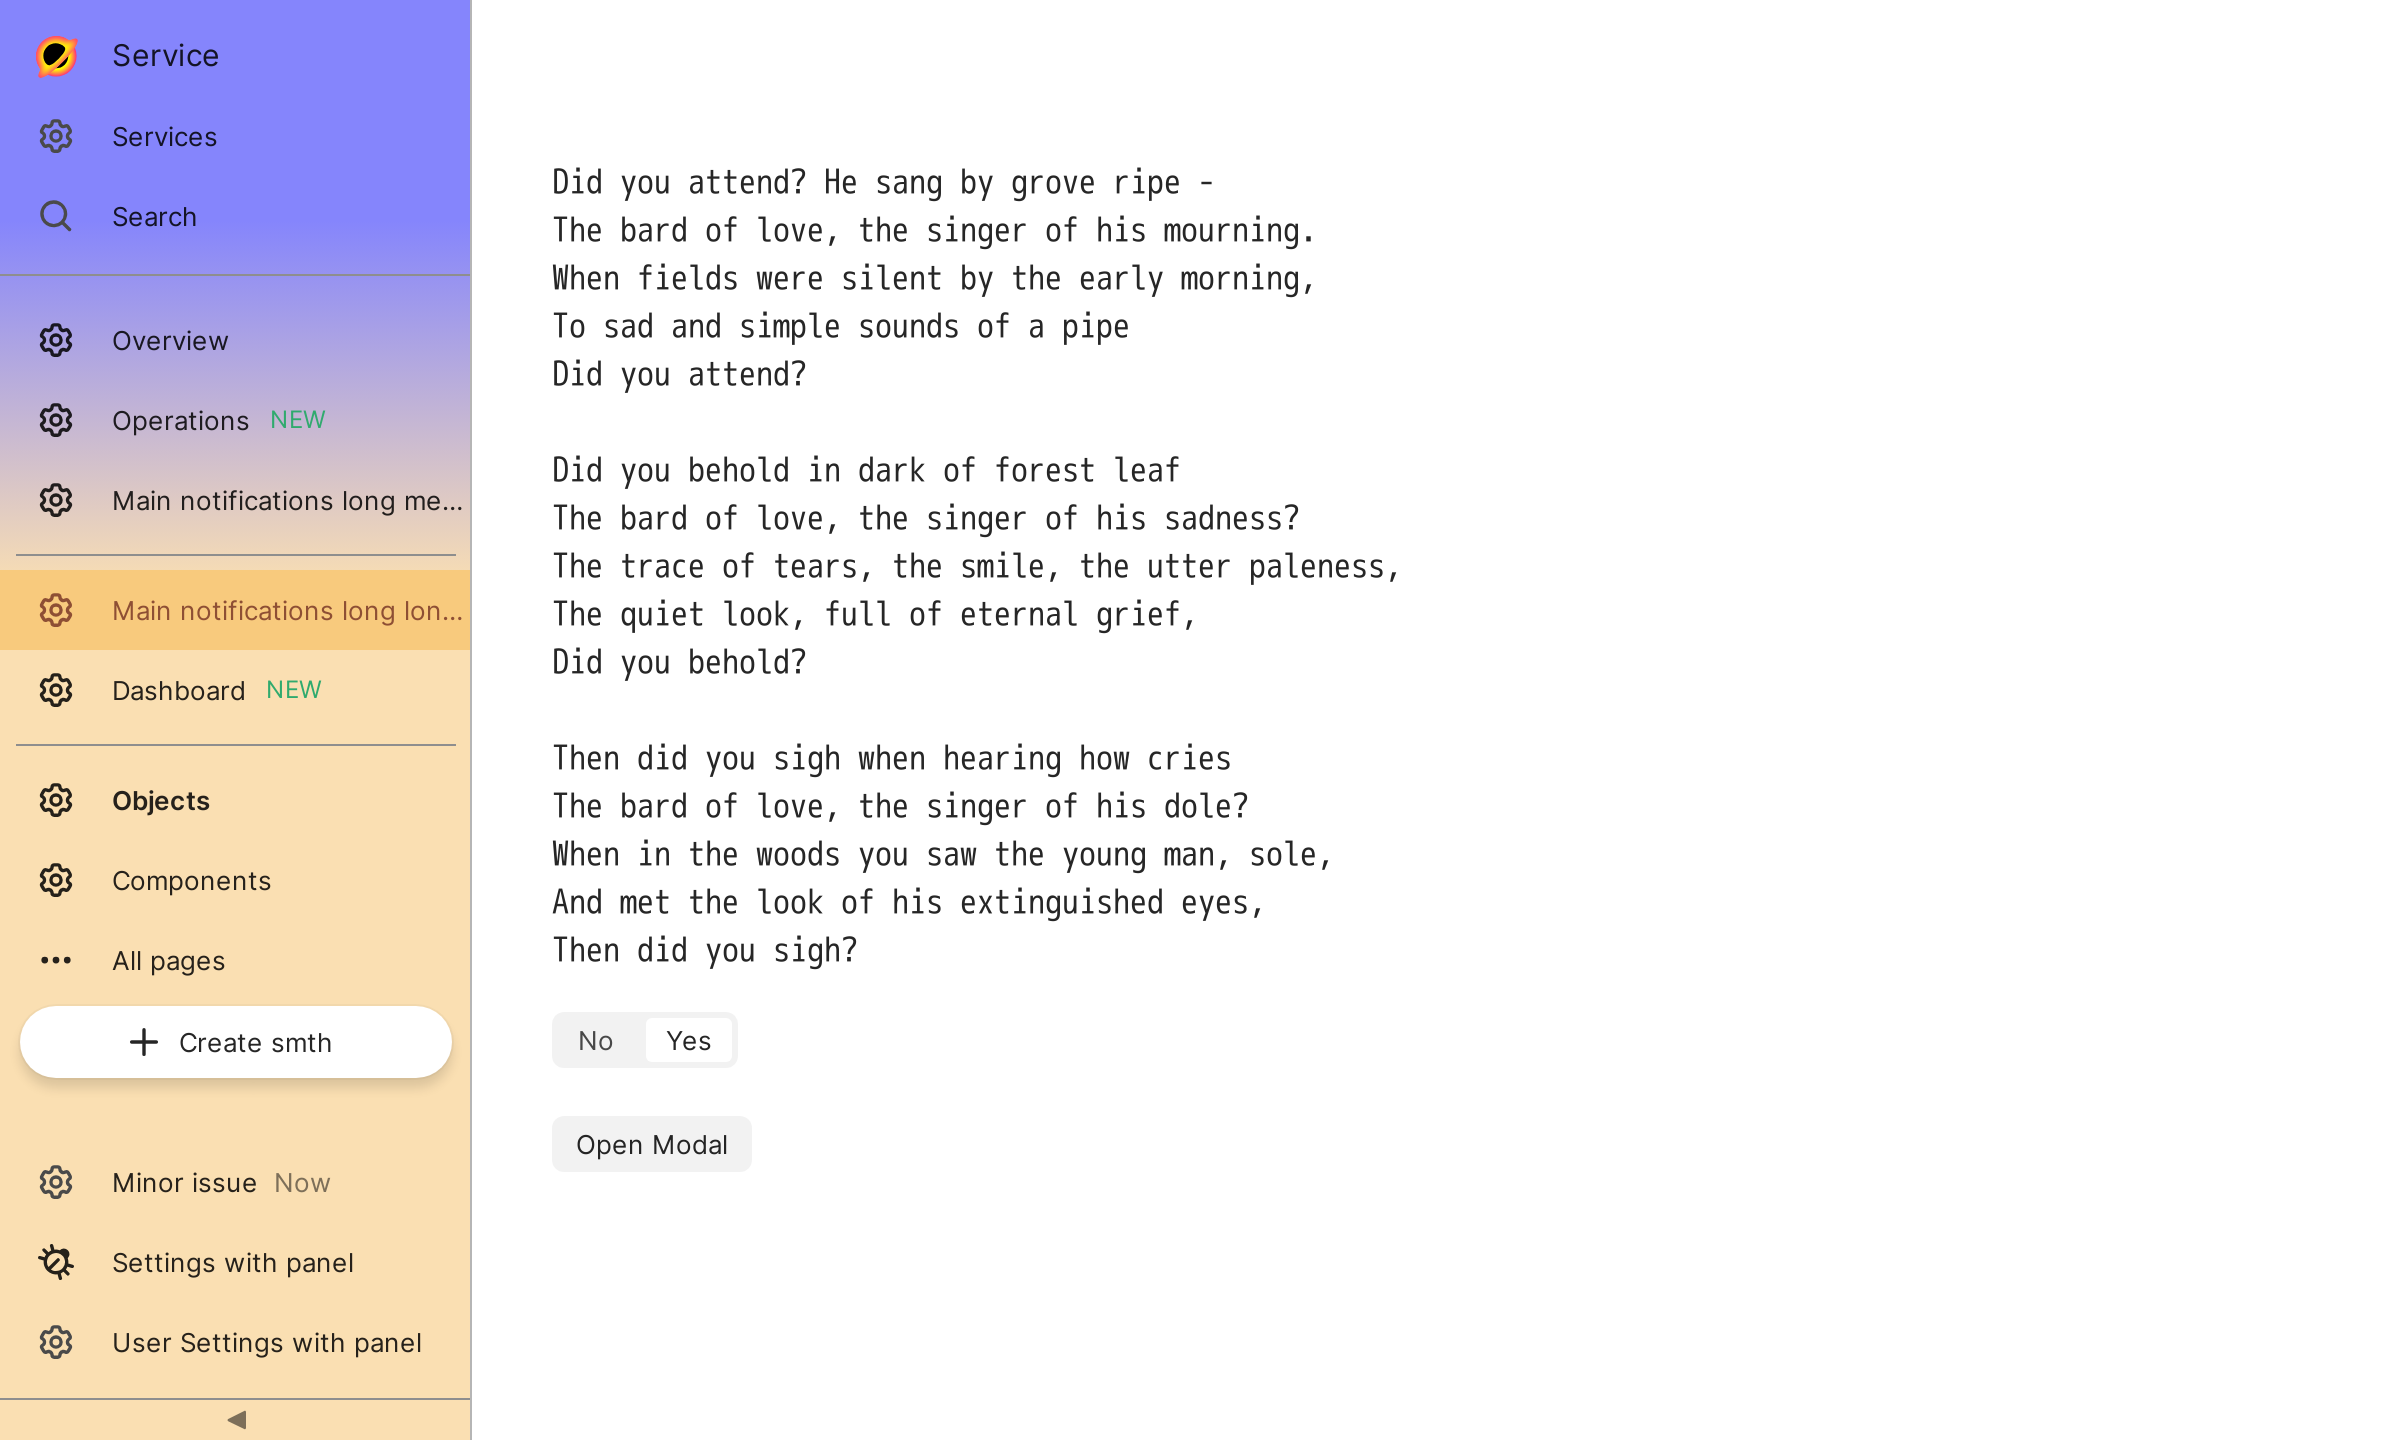 Service
Services
Search
Overview
Operations NEW
Main notifications long me...
Main notifications long lon...
Dashboard NEW
Objects
Components
All pages
Create smth
Minor issue Now
Settings with panel
User Settings with panel
Did you attend? He sang by grove ripe -
The bard of love, the singer of his mourning.
When fields were silent by the early morning,
To sad and simple sounds of a pipe
Did you attend?
Did you behold in dark of forest leaf
The bard of love, the singer of his sadness?
The trace of tears, the smile, the utter paleness,
The quiet look, full of eternal grief,
Did you behold?
Then did you sigh when hearing how cries
The bard of love, the singer of his dole?
When in the woods you saw the young man, sole,
And met the look of his extinguished eyes,
Then did you sigh?
No Yes
Open Modal